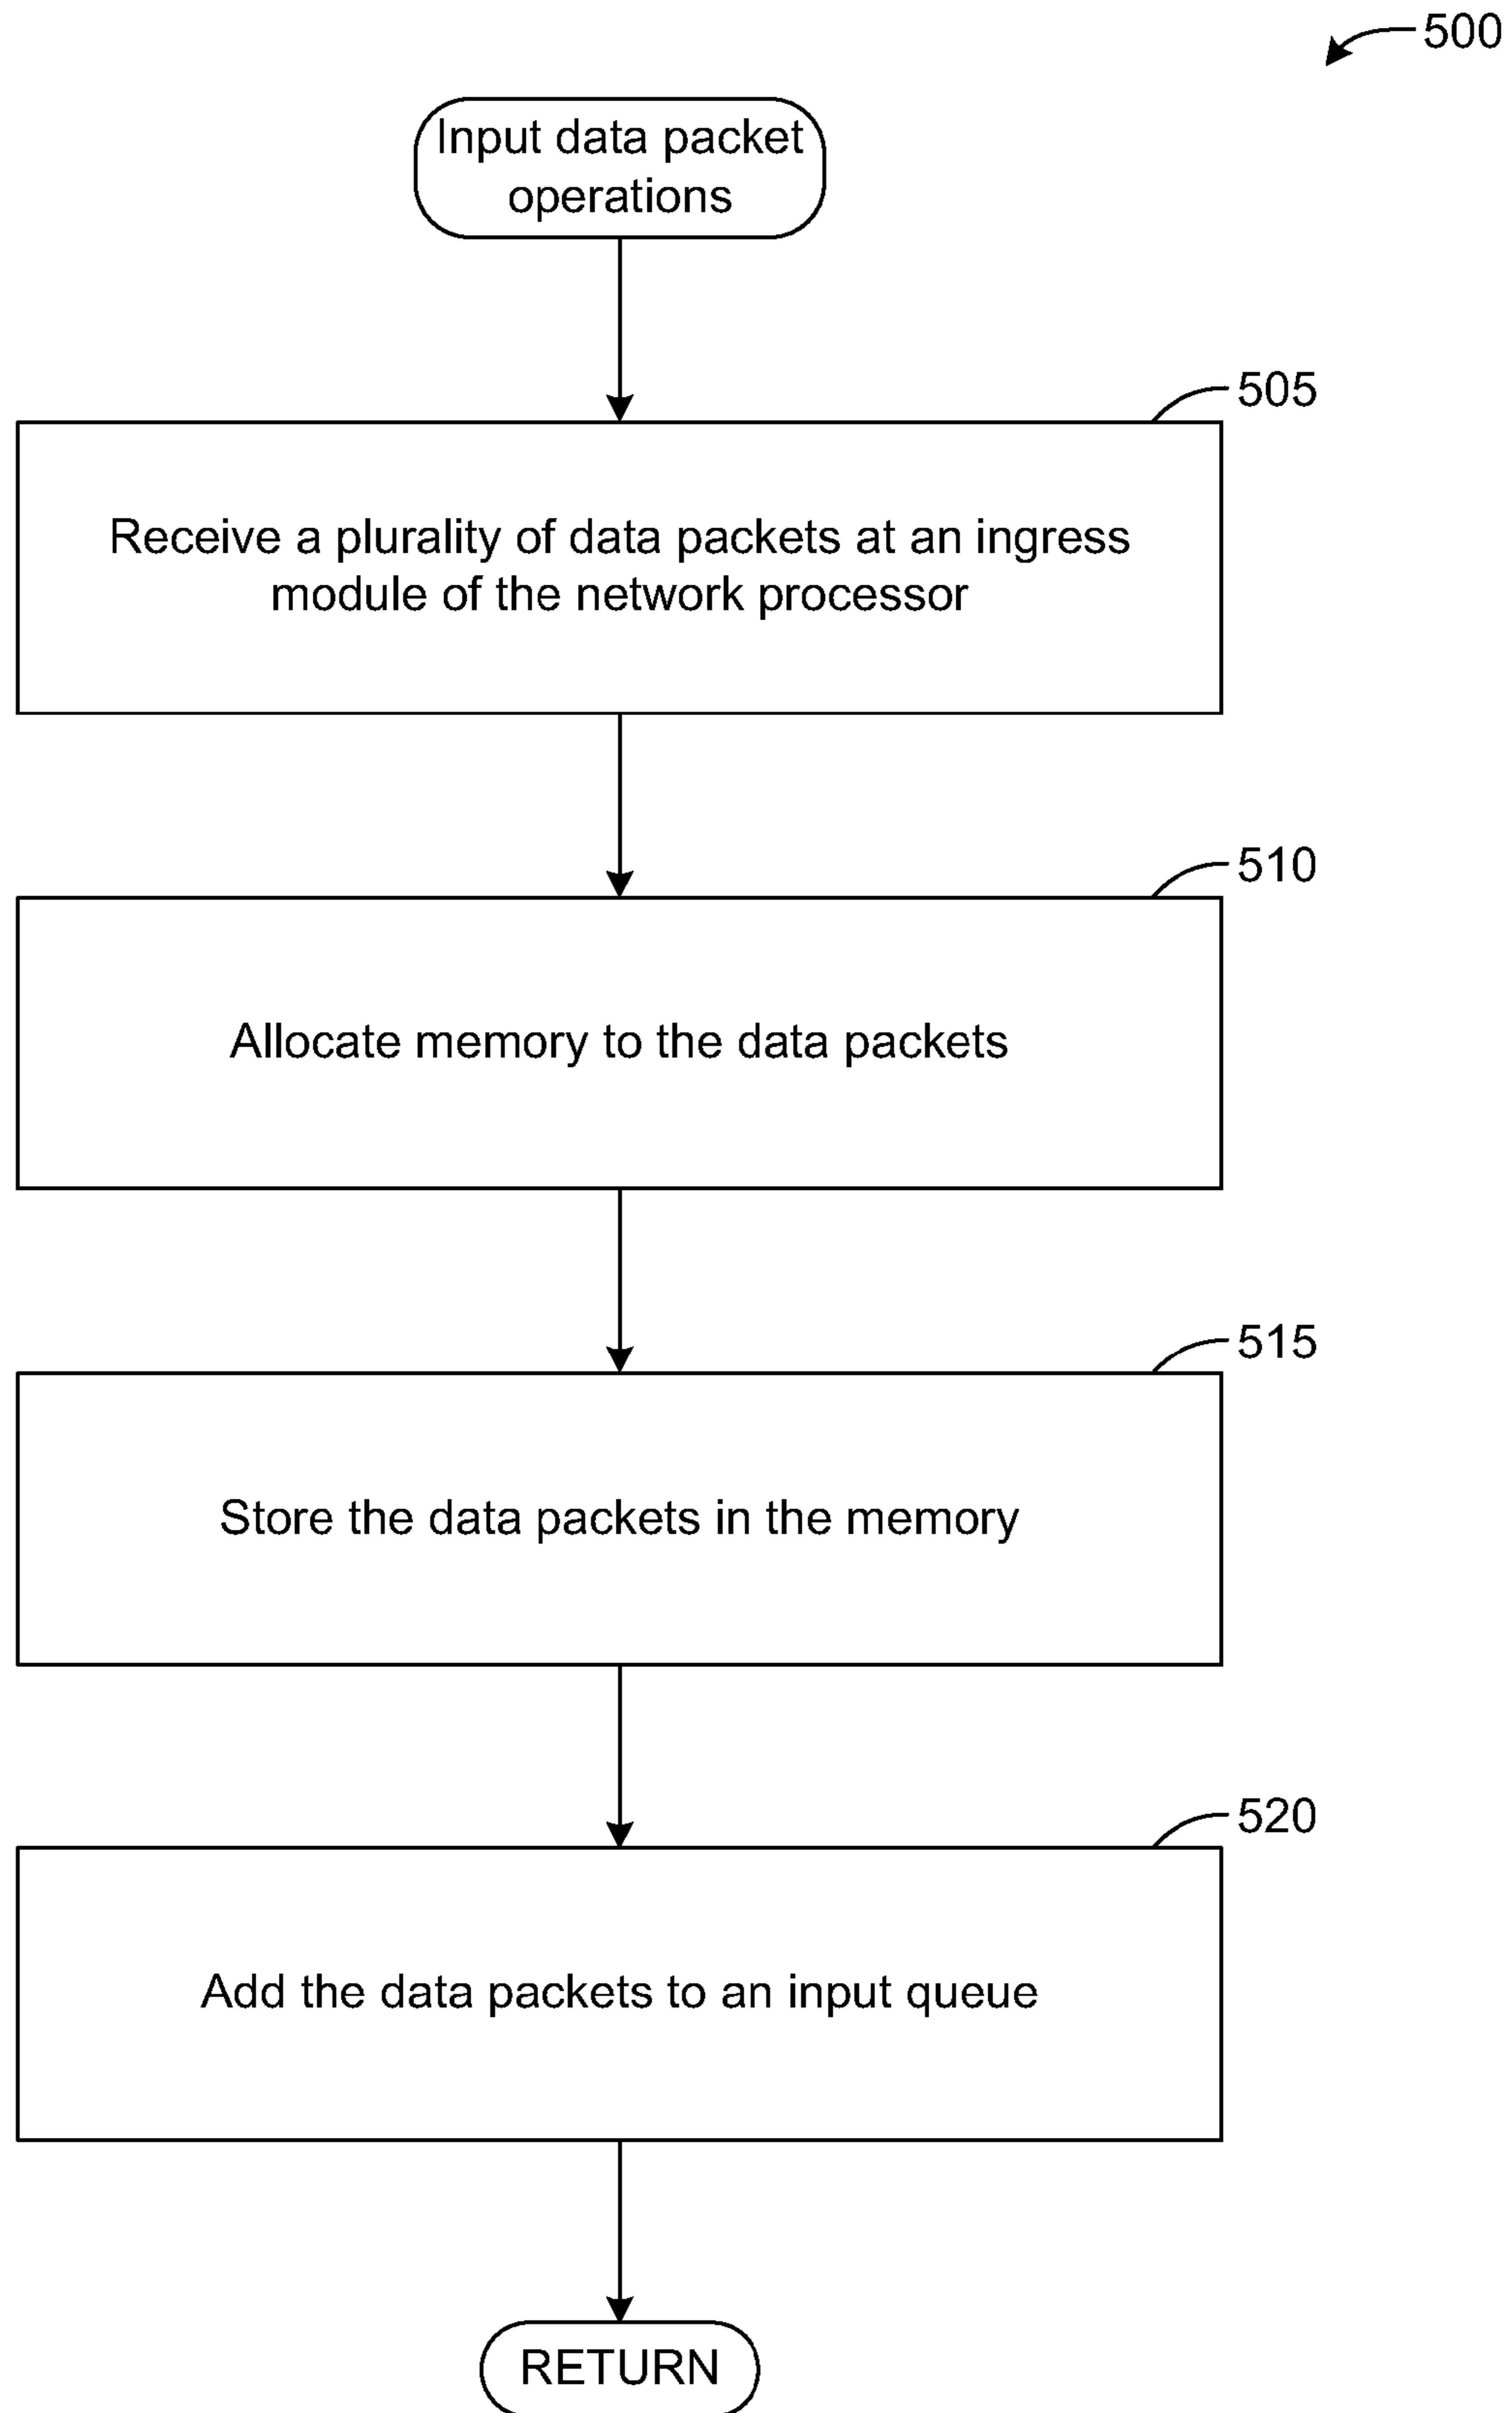 500
Input data packet
operations
505
Receive a plurality of data packets at an ingress
module of the network processor
510
Allocate memory to the data packets
515
Store the data packets in the memory
520
Add the data packets to an input queue
RETURN